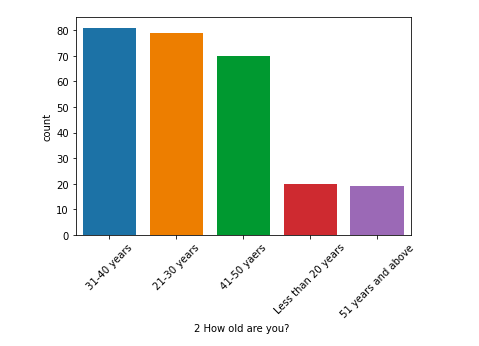 80
70
60
50
40
30
20
10
0
count
31-40 years
21-30 years
41-50 yaers
Less than 20 years
51 years and above
2 How old are you?